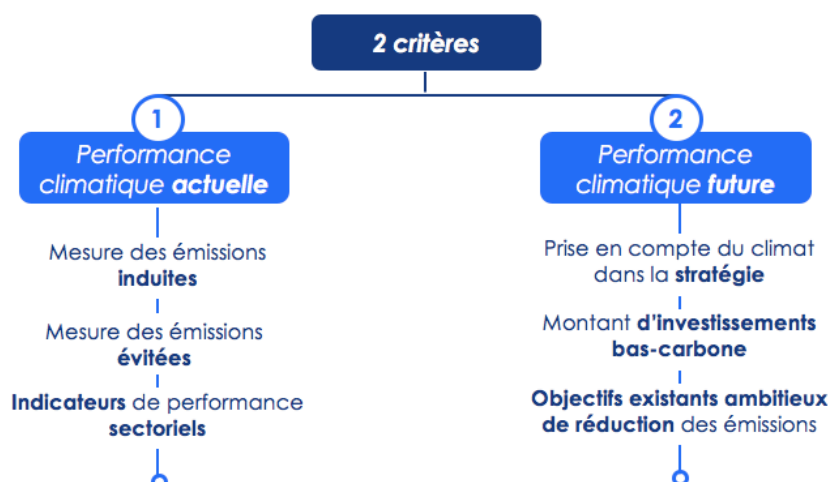 2 critères
1
Performance
climatique actuelle
Mesure des émissions
induites
Mesure des émissions
évitées
Indicateurs de performance
sectoriels
2
Performance
climatique future
Prise en compte du climat
dans la stratégie
Montant d'investissements
bas-carbone
Objectifs existants ambitieux
de réduction des émissions